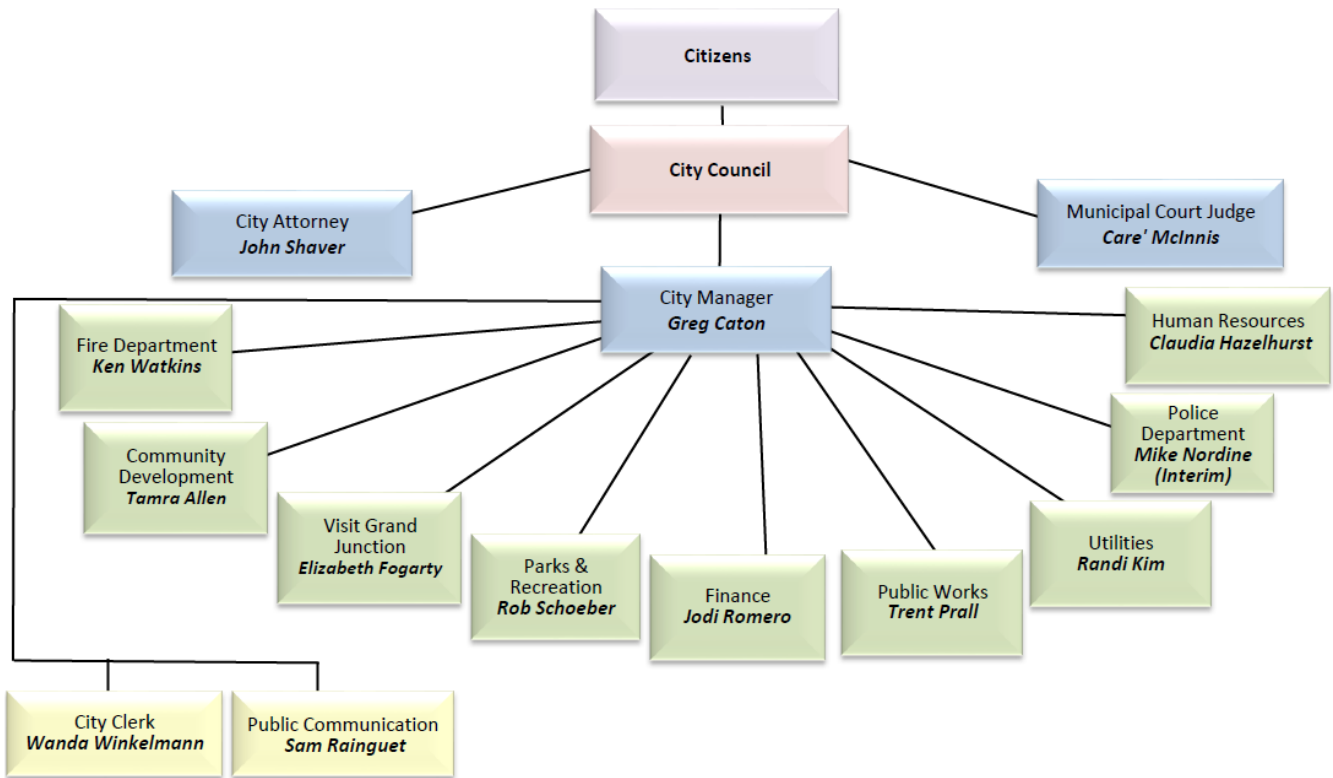 Citizens
City Council
City Attorney
John Shaver
Municipal Court Judge
Care' McInnis
City Manager
Greg Caton
Fire Department
Ken Watkins
Human Resources
Claudia Hazelhurst
Community
Development
Tamra Allen
Police
Department
Mike Nordine
(Interim)
Visit Grand
Junction
Elizabeth Fogarty
Parks &
Recreation
Rob Schoeber
Finance
Jodi Romero
Public Works
Trent Prall
Utilities
Randi Kim
City Clerk
Wanda Winkelmann
Public Communication
Sam Rainguet